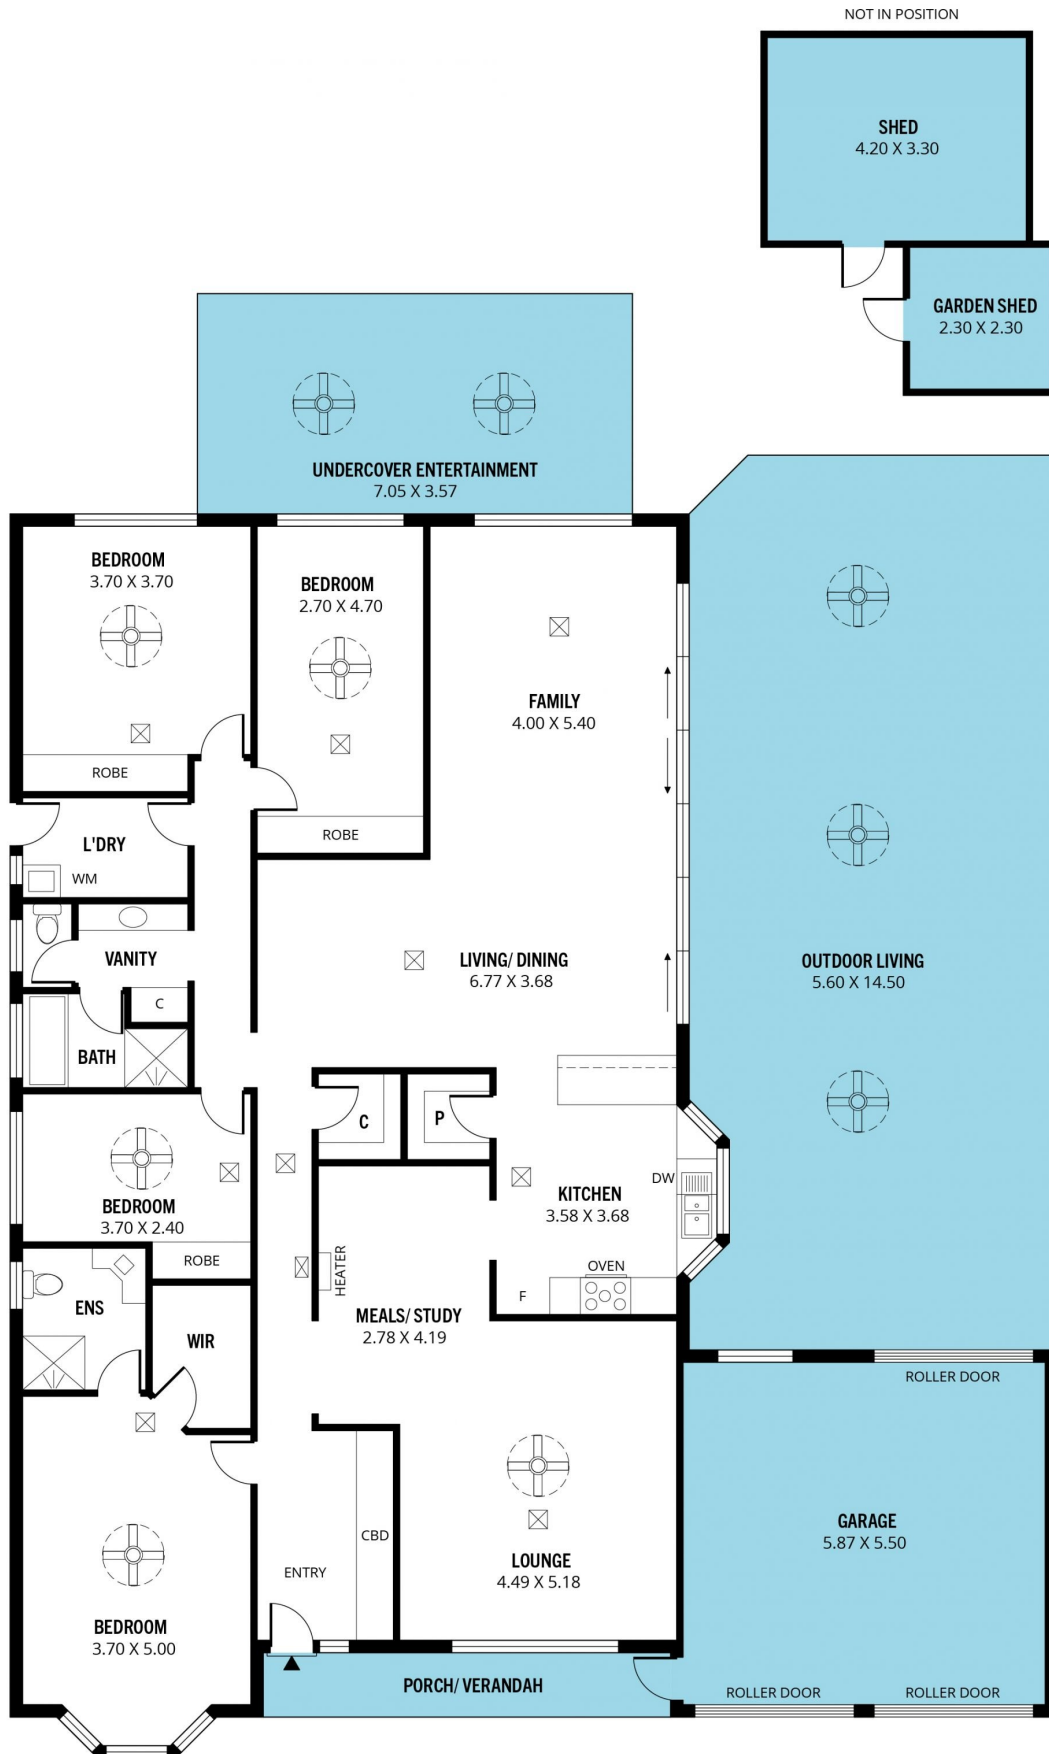 NOT IN POSITION
SHED
4.20 X 3.30
GARDEN SHED
2.30 X 2.30
UNDERCOVER ENTERTAINMENT
7.05 X 3.57
BEDROOM
3.70 X 3.70
BEDROOM
2.70 X 4.70
FAMILY
4.00 X 5.40
ROBE
ROBE
L'DRY
WM
VANITY
C
BATH
LIVING/ DINING
6.77 X 3.68
OUTDOOR LIVING
5.60 X 14.50
C
P
BEDROOM
3.70 X 2.40
ROBE
KITCHEN
3.58 X 3.68
DW
OVEN
F
HEATER
ENS
WIR
MEALS/ STUDY
2.78 X 4.19
ROLLER DOOR
GARAGE
5.87 X 5.50
CBD
ENTRY
LOUNGE
4.49 X 5.18
BEDROOM
3.70 X 5.00
PORCH/ VERANDAH
ROLLER DOOR
ROLLER DOOR